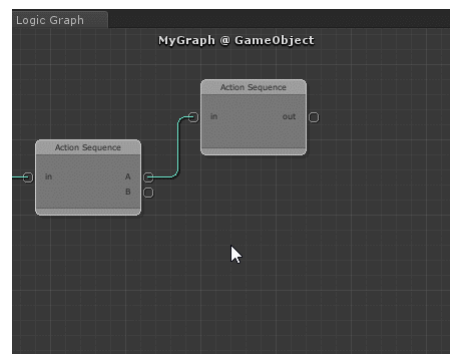 Logic Graph
MyGraph @ GameObject
Action Sequence
in out
Action Sequence
in A
B